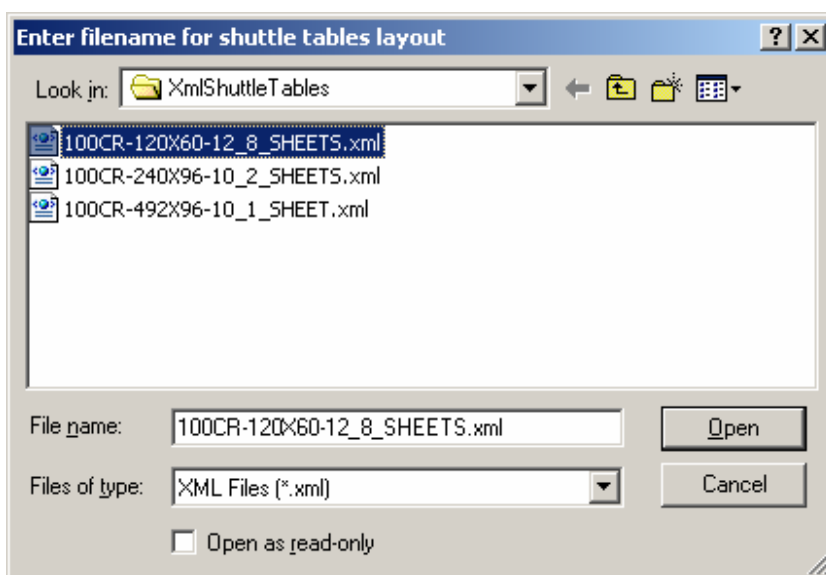 Enter filename for shuttle tables layout
Look in: XmlShuttleTables
100CR-120X60-12_8_SHEETS.xml
100CR-240X96-10_2_SHEETS.xml
100CR-492X96-10_1_SHEET.xml
File name: 100CR-120X60-12_8_SHEETS.xml Open
Files of type: XML Files (*.xml) Cancel
Open as read-only